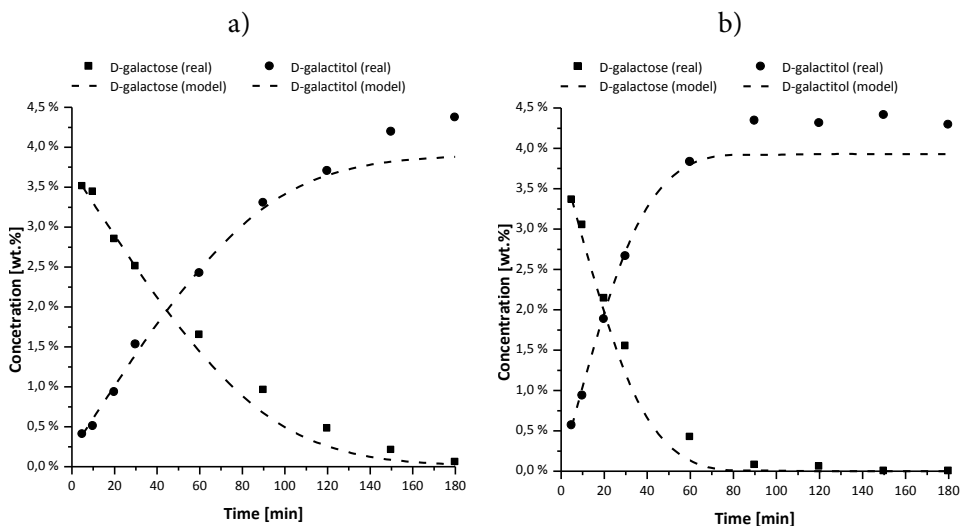 a)
D-galactose (real) D-galactitol (real)
D-galactose (model) D-galactitol (model)
4,5 %
4,0 %
3,5 %
3,0 %
2,5 %
2,0 %
1,5 %
1,0 %
0,5 %
0,0 %
Concetration [wt.%]
0 20 40 60 80 100 120 140 160 180
Time [min]
b)
D-galactose (real) D-galactitol (real)
D-galactose (model) D-galactitol (model)
4,5 %
4,0 %
3,5 %
3,0 %
2,5 %
2,0 %
1,5 %
1,0 %
0,5 %
0,0 %
Concentration [wt.%]
0 20 40 60 80 100 120 140 160 180
Time [min]